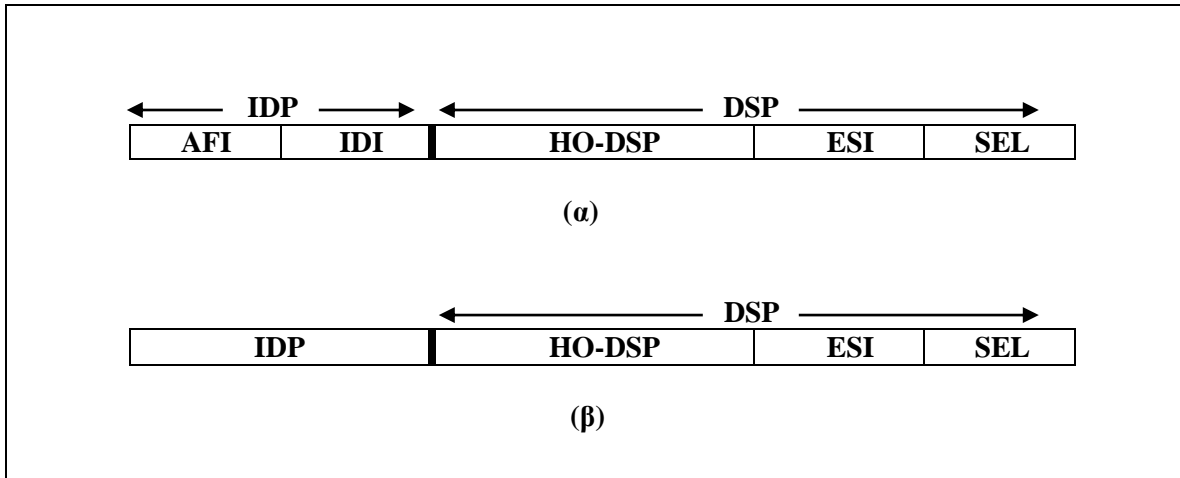 IDP DSP
AFI IDI HO-DSP ESI SEL
(α)
DSP
IDP HO-DSP ESI SEL
(β)